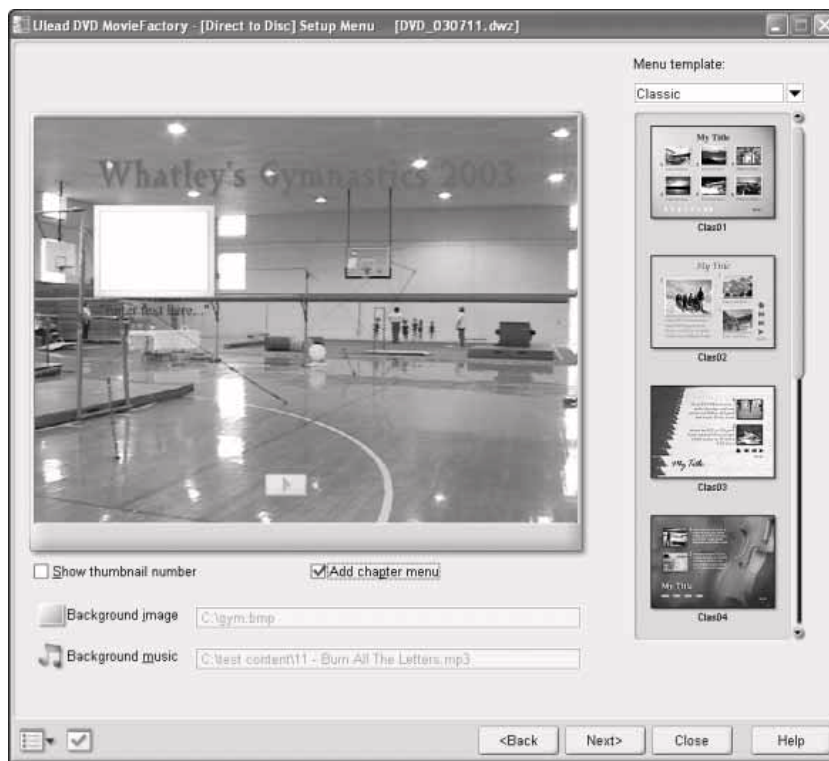 Ulead DVD MovieFactory - [Direct to Disc] Setup Menu [DVD_030711.dwz]
Menu template:
Classic
Whatley's Gymnastics 2003
My Title
Clas01
My Title
Clas02
My Title
Clas03
My Title
Clas04
Show thumbnail number
Add chapter menu
Background image
C:\gym.bmp
Background music
C:\test content\11 - Burn All The Letters.mp3
<Back
Next>
Close
Help